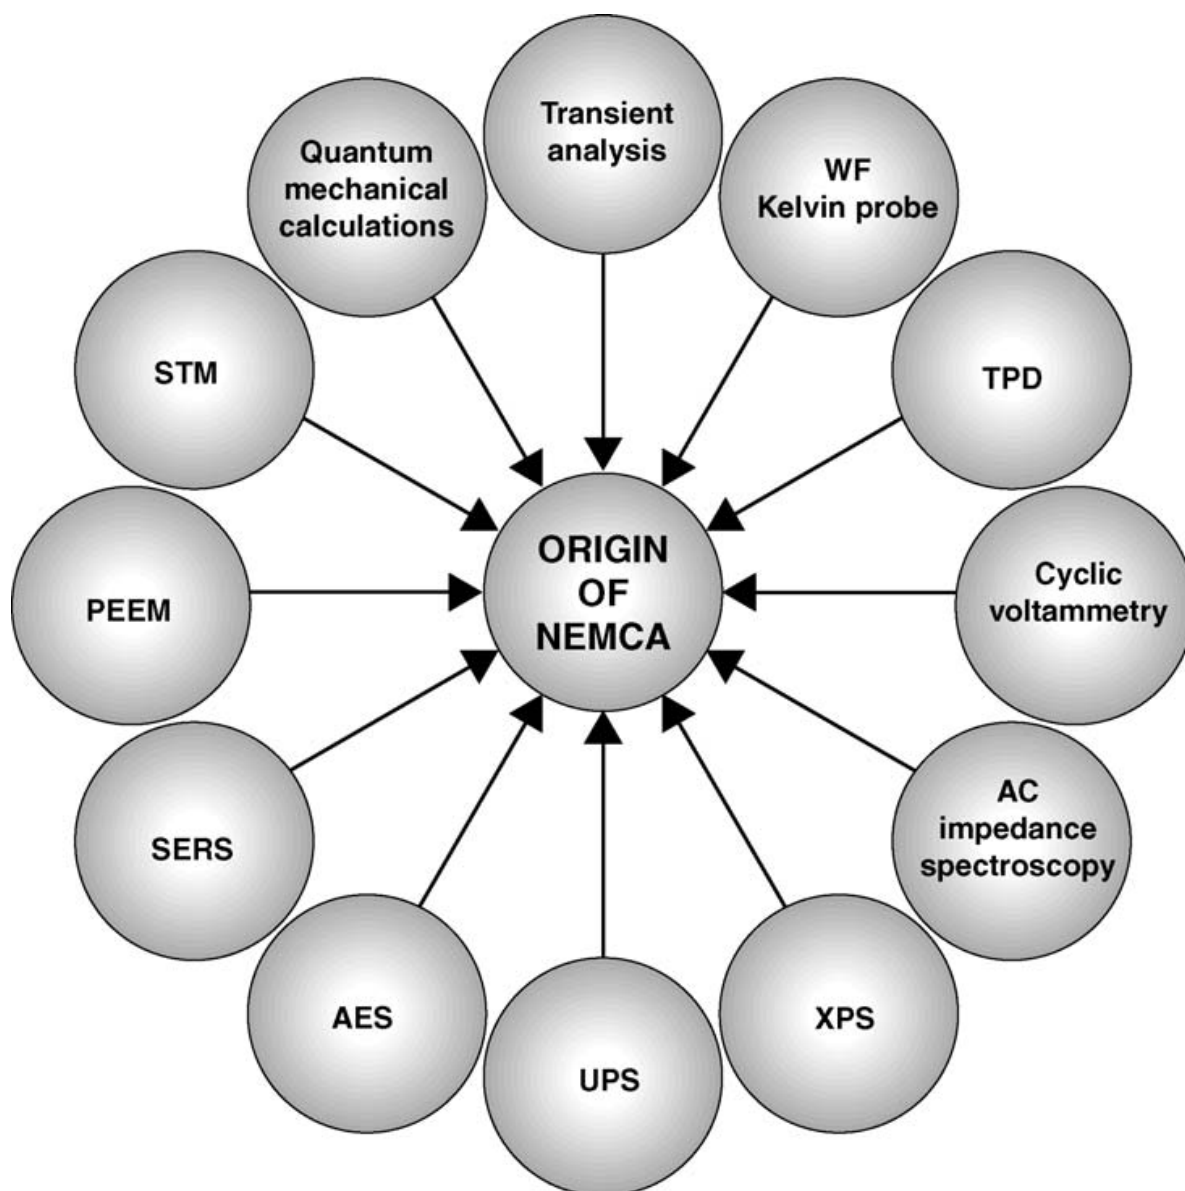 Transient
analysis
WF
Kelvin probe
TPD
Cyclic
voltammetry
AC
impedance
spectroscopy
XPS
UPS
AES
SERS
PEEM
STM
Quantum
mechanical
calculations
ORIGIN
OF
NEMCA